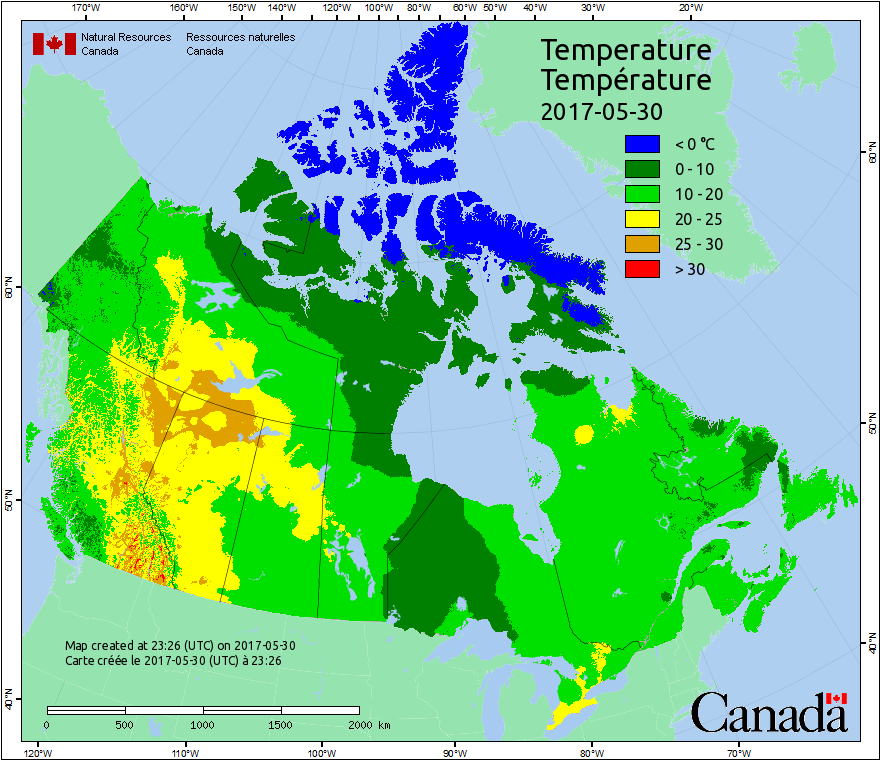 170°W 160°W 150°W 140°W 120°W 100°W 80°W 60°W 50°W 40°W 30°W 20°W
Natural Resources Ressources naturelles
Canada Canada
Temperature
Température
2017-05-30
< 0 °C
0 - 10
10 - 20
20 - 25
25 - 30
> 30
60°N
60°N
50°N
50°N
40°N
40°N
Map created at 23:26 (UTC) on 2017-05-30
Carte créée le 2017-05-30 (UTC) à 23:26
0 500 1000 1500 2000 km
Canada
120°W 110°W 100°W 90°W 80°W 70°W